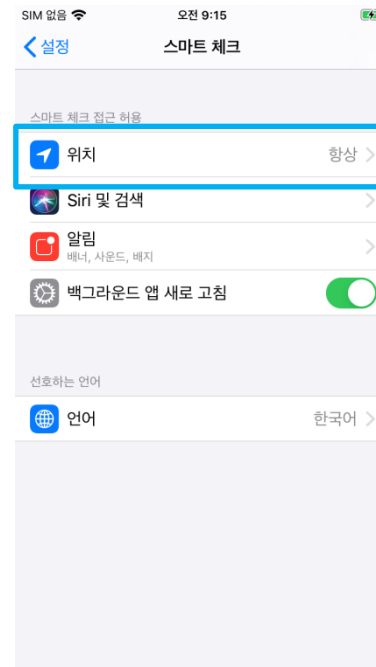 SIM 없음 오전 9:15
설정 스마트 체크
스마트 체크 접근 허용
위치 항상
Siri 및 검색
알림
배너, 사운드, 배지
백그라운드 앱 새로 고침
선호하는 언어
언어 한국어